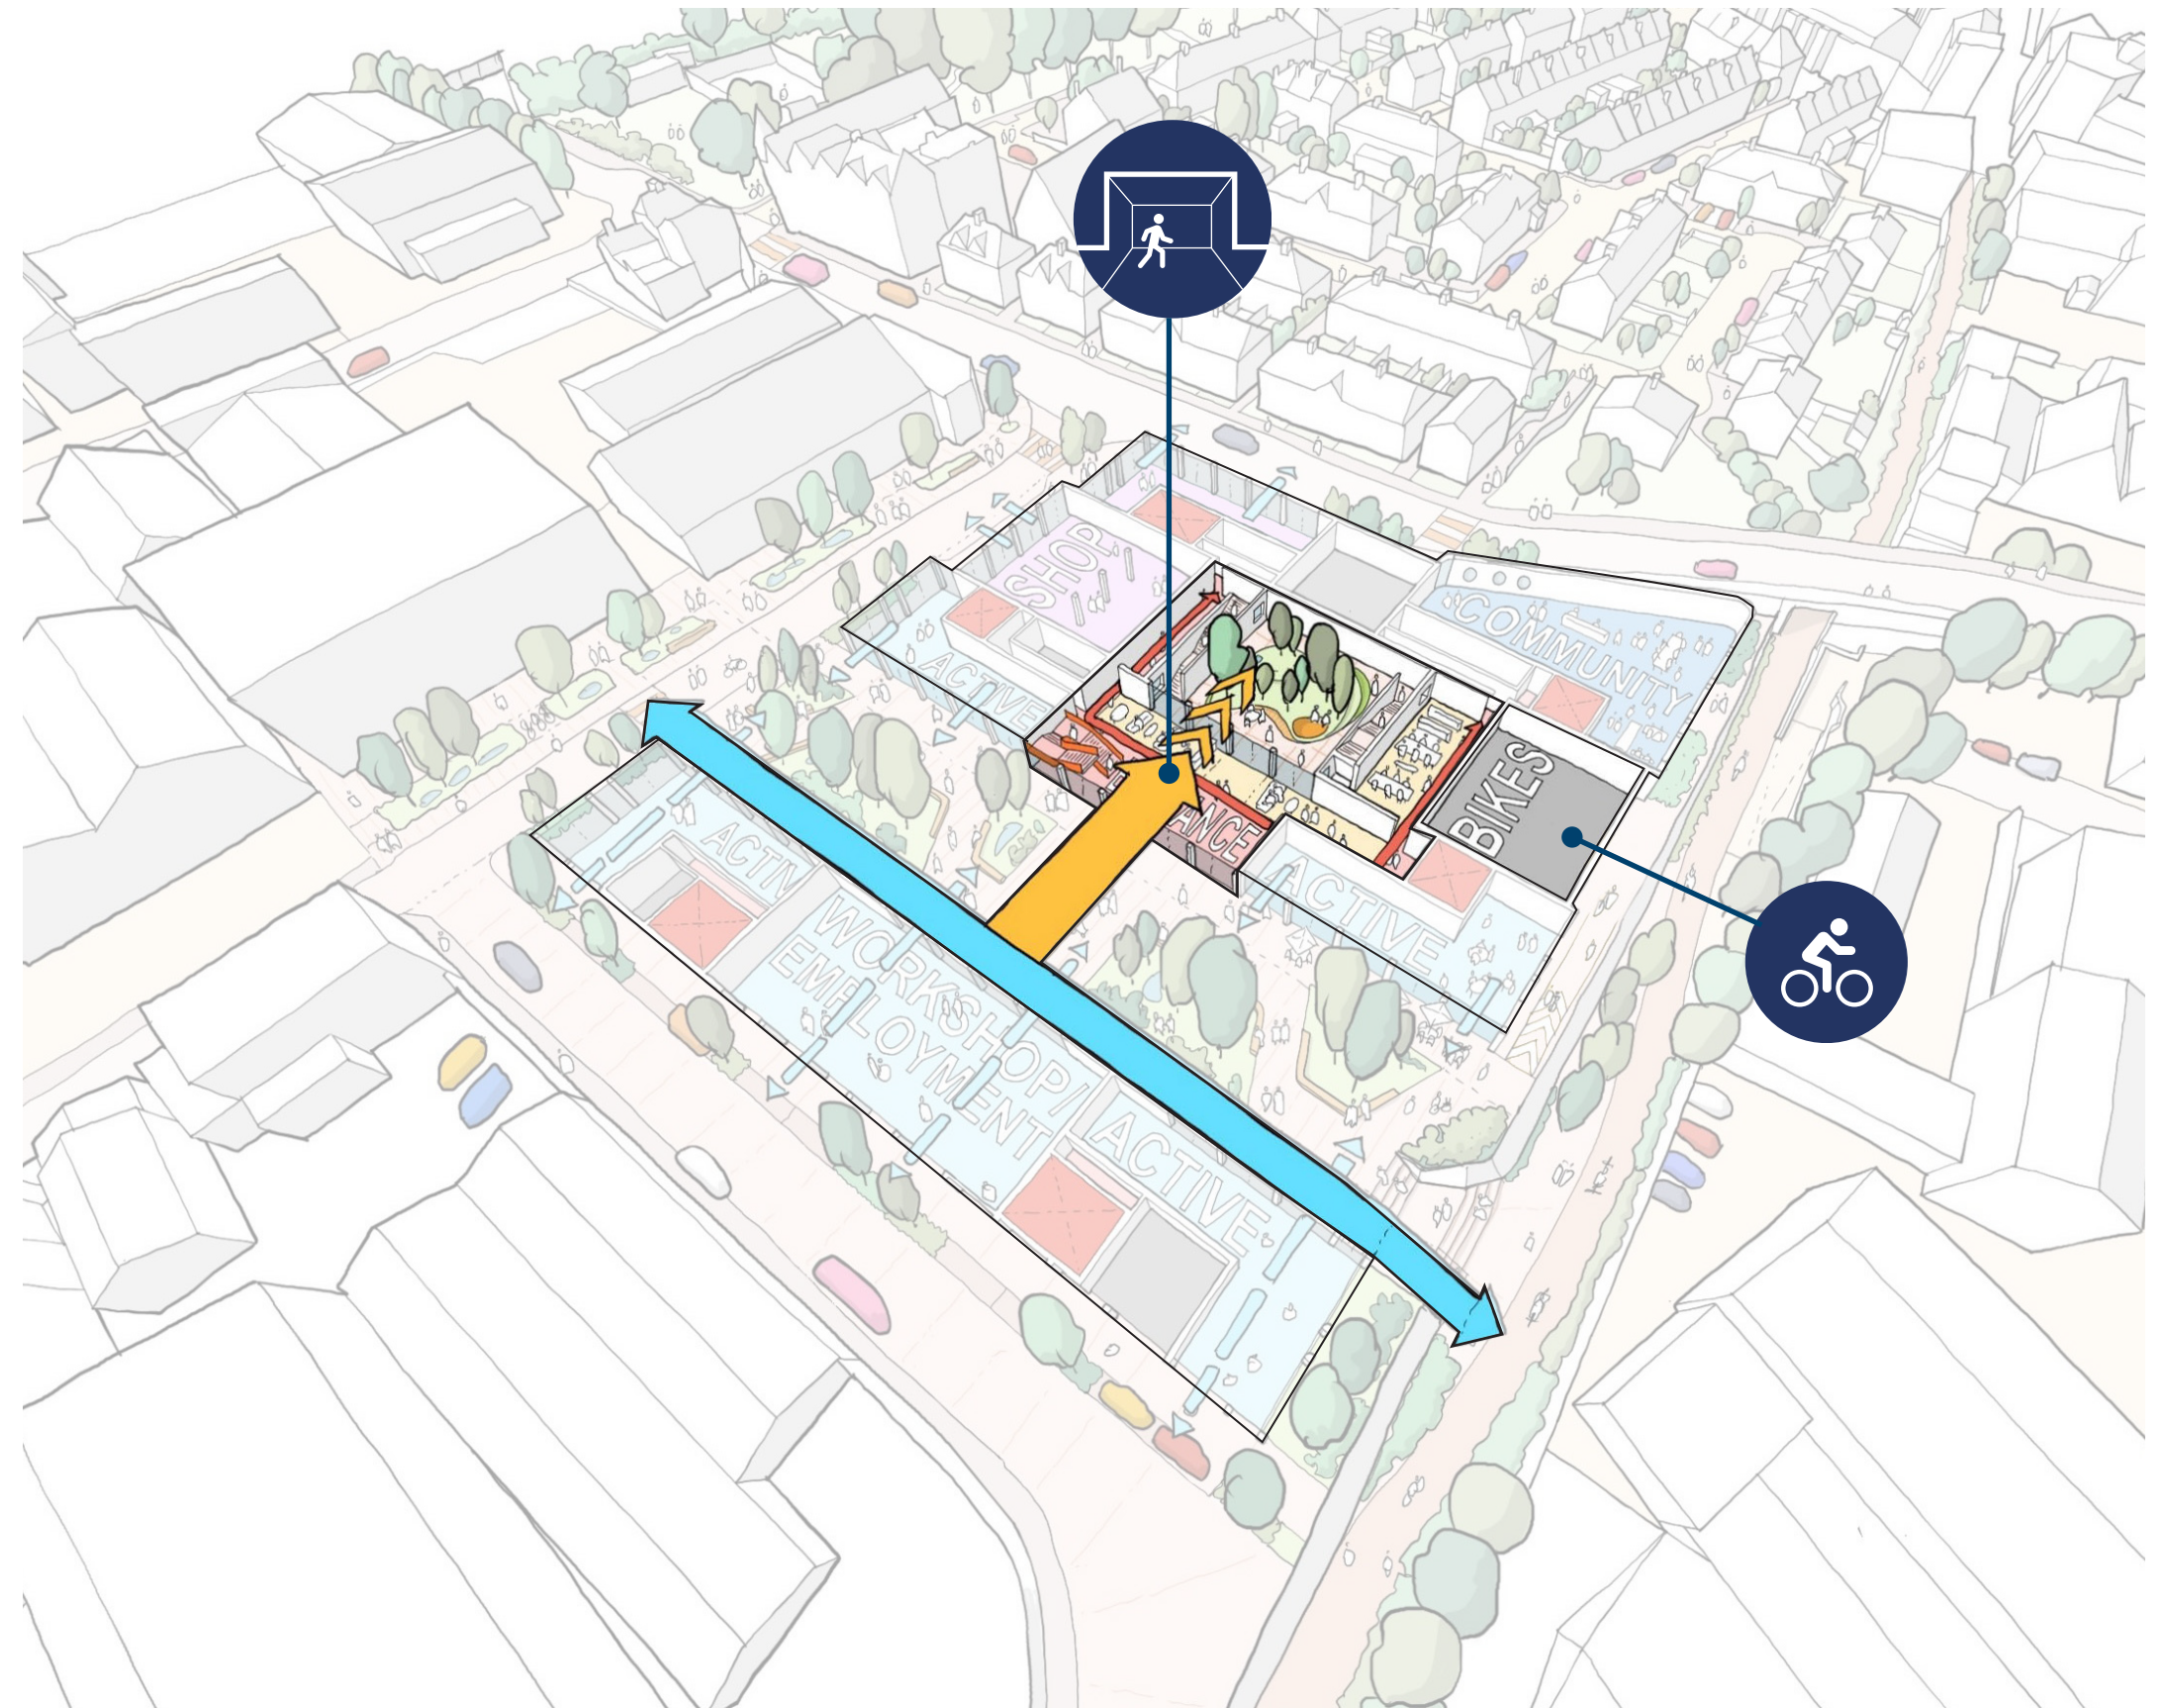 SHOP
COMMUNITY
ACTIVE
BIKES
ANCE
ACTIVE
ACTIV
WORKSHOP/
EMPLOYMENT
ACTIVE